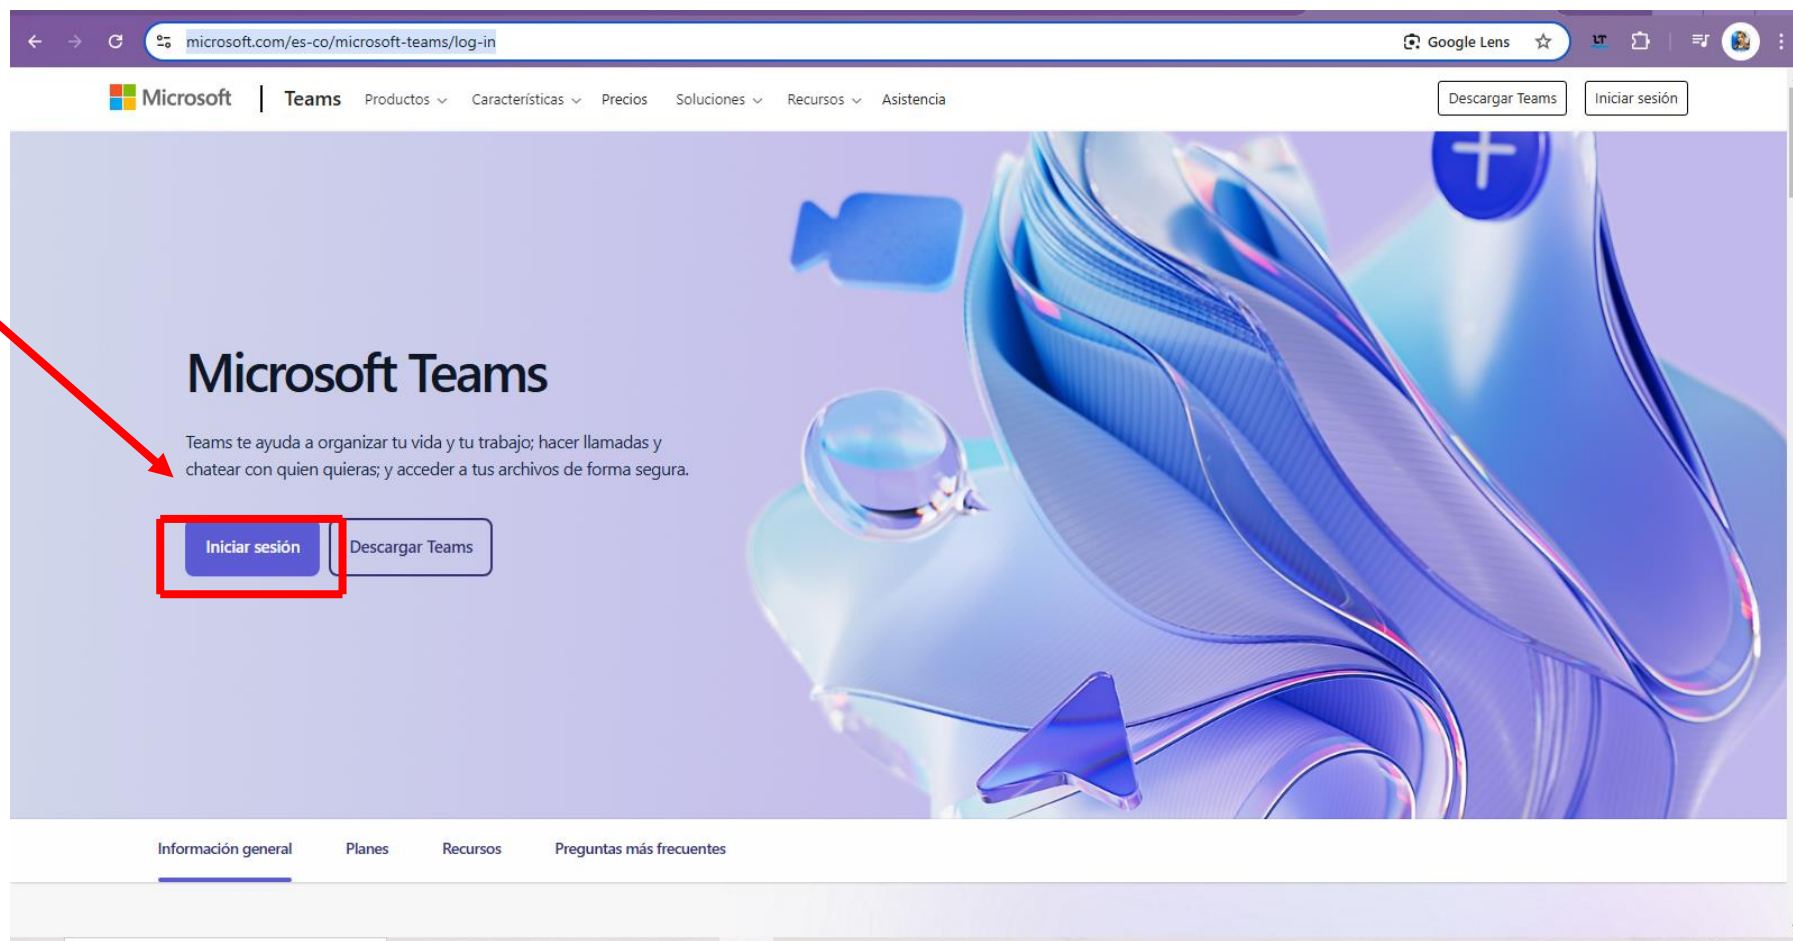 microsoft.com/es-co/microsoft-teams/log-in
Google Lens
LT
Microsoft
Teams
Productos
Características
Precios
Soluciones
Recursos
Asistencia
Descargar Teams
Iniciar sesión
Microsoft Teams
Teams te ayuda a organizar tu vida y tu trabajo; hacer llamadas y
chatear con quien quieras; y acceder a tus archivos de forma segura.
Iniciar sesión
Descargar Teams
Información general
Planes
Recursos
Preguntas más frecuentes